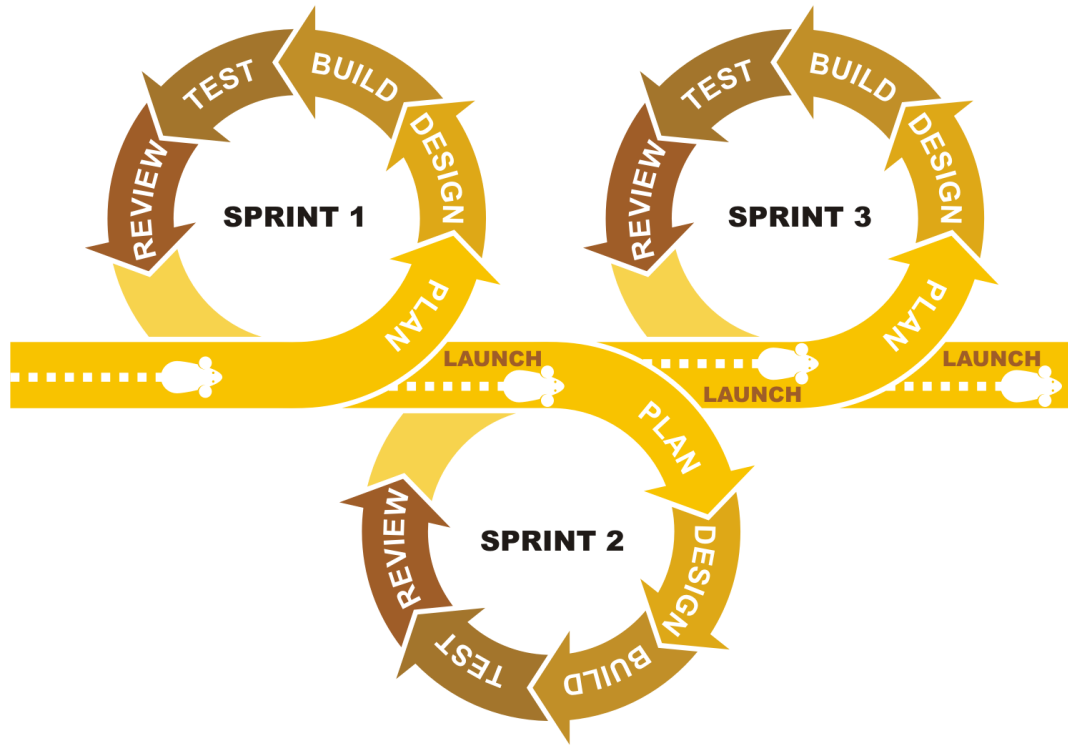 SPRINT 1
PLAN
DESIGN
BUILD
TEST
REVIEW
LAUNCH
SPRINT 2
PLAN
DESIGN
BUILD
TEST
REVIEW
LAUNCH
SPRINT 3
PLAN
DESIGN
BUILD
TEST
REVIEW
LAUNCH